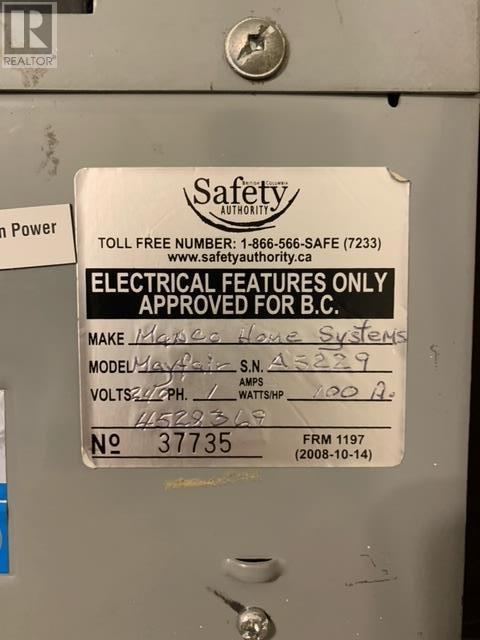 R
REALTOR®
n Power
BRITISH COLUMBIA
Safety
AUTHORITY
TOLL FREE NUMBER: 1-866-566-SAFE (7233)
www.safetyauthority.ca
ELECTRICAL FEATURES ONLY
APPROVED FOR B.C.
MAKE Manco Home Systems
MODEL Mayfair S.N. A5229
VOLTS 240 PH. 1 AMPS WATTS/HP 100 A.
4528369
Nº 37735 FRM 1197
(2008-10-14)